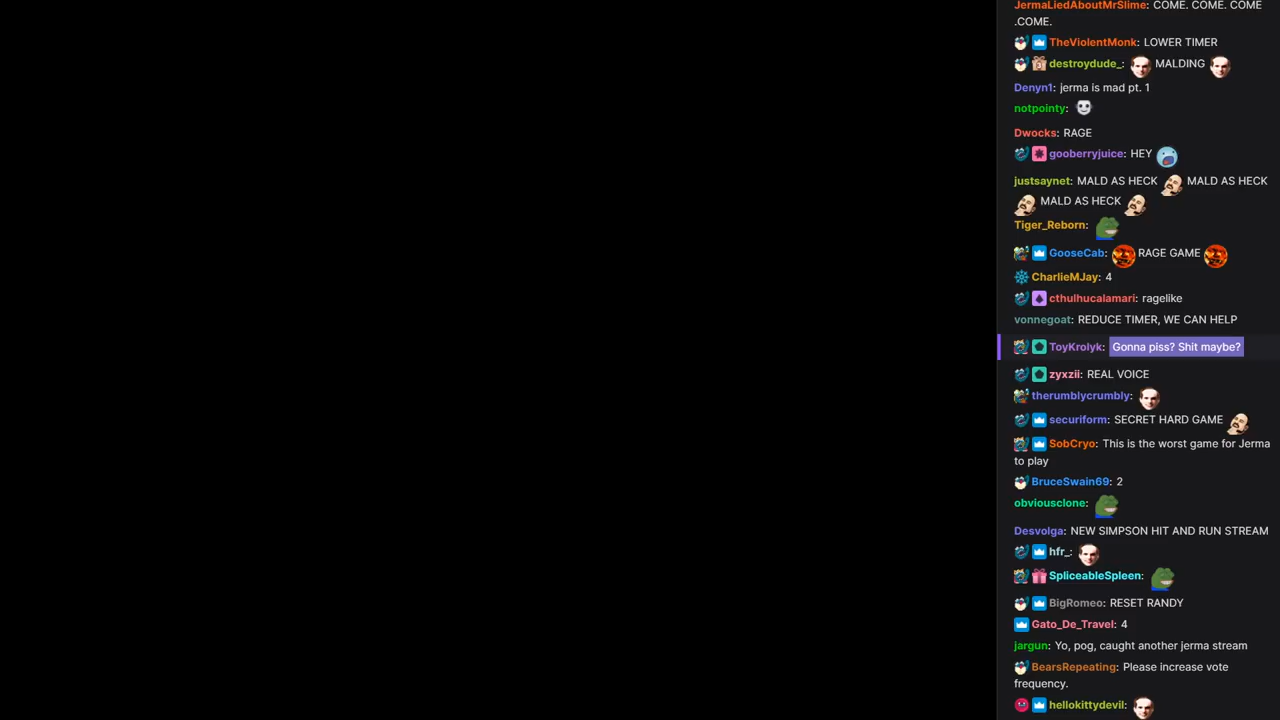 JermaLiedAboutMrSlime: COME. COME. COME
.COME.
TheViolentMonk: LOWER TIMER
destroydude_: MALDING
Denyn1: jerma is mad pt. 1
notpointy:
Dwocks: RAGE
gooberryjuice: HEY
justsaynet: MALD AS HECK MALD AS HECK
MALD AS HECK
Tiger_Reborn:
GooseCab: RAGE GAME
CharlieMJay: 4
cthulhucalamari: ragelike
vonnegoat: REDUCE TIMER, WE CAN HELP
ToyKrolyk: Gonna piss? Shit maybe?
zyxzii: REAL VOICE
therumblycrumbly:
securiform: SECRET HARD GAME
SobCryo: This is the worst game for Jerma
to play
BruceSwain69: 2
obviousclone:
Desvolga: NEW SIMPSON HIT AND RUN STREAM
hfr_:
SpliceableSpleen:
BigRomeo: RESET RANDY
Gato_De_Travel: 4
jargun: Yo, pog, caught another jerma stream
BearsRepeating: Please increase vote
frequency.
hellokittydevil: